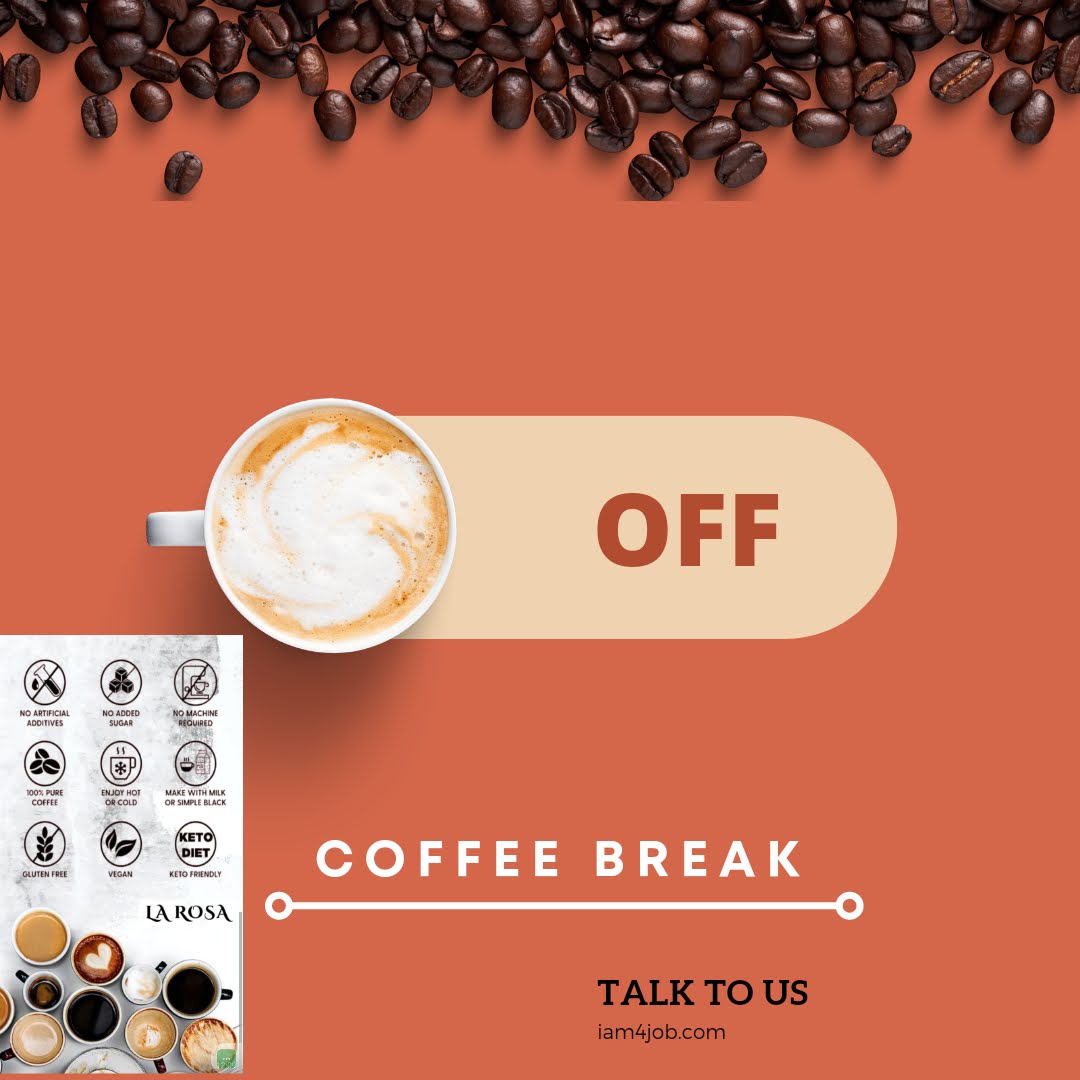 OFF
NO ARTIFICIAL
ADDITIVES
NO ADDED
SUGAR
NO MACHINE
REQUIRED
100% PURE
COFFEE
ENJOY HOT
OR COLD
MAKE WITH MILK
OR SIMPLE BLACK
KETO
DIET
GLUTEN FREE
VEGAN
KETO FRIENDLY
LA ROSA
COFFEE BREAK
TALK TO US
iam4job.com